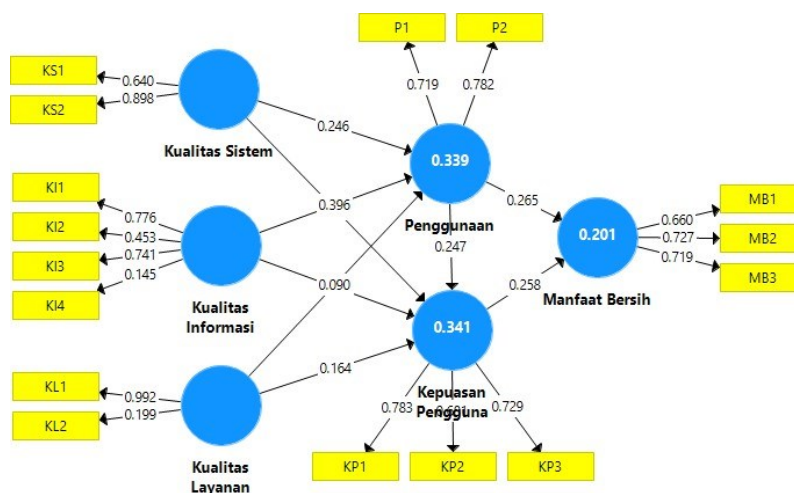 P1
P2
KS1
0.640
0.719
0.782
KS2
0.898
Kualitas Sistem
0.246
0.339
KI1
0.776
0.396
Penggunaan
0.265
0.660
MB1
KI2
0.453
0.247
0.201
0.727
MB2
KI3
0.741
0.719
MB3
KI4
0.145
Kualitas
Informasi
0.090
0.258
Manfaat Bersih
0.341
KL1
0.992
0.164
KL2
0.199
Kepuasan
Pengguna
0.783
0.729
Kualitas
Layanan
KP1
KP2
KP3